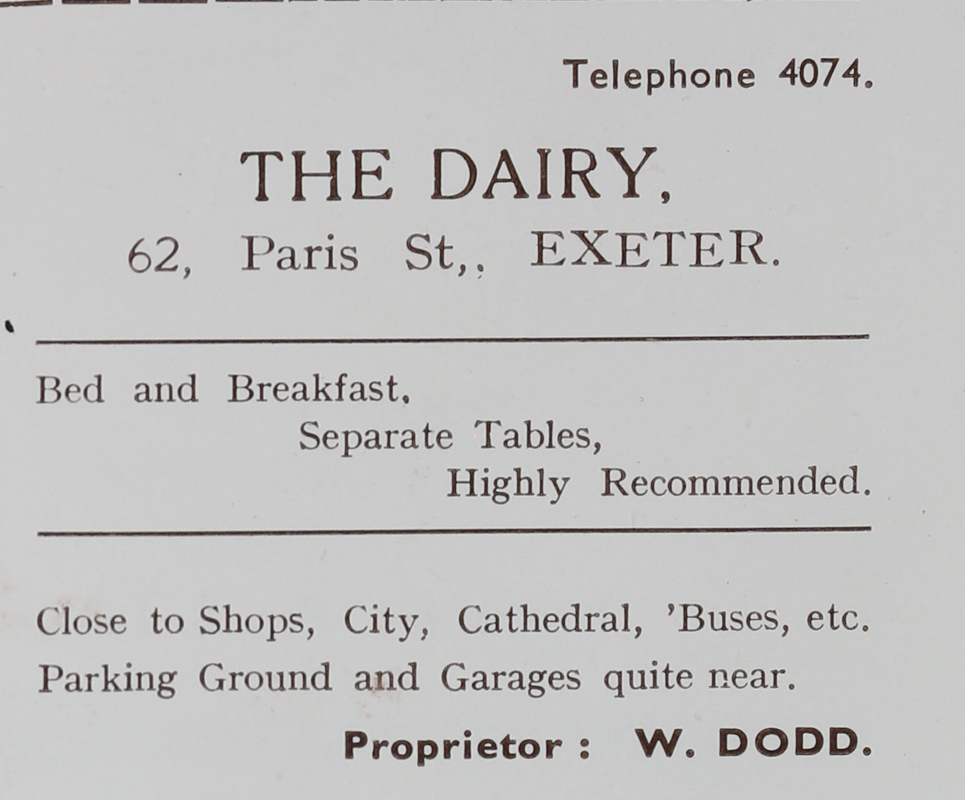 Telephone 4074.
THE DAIRY,
62, Paris St,. EXETER.
Bed and Breakfast.
Separate Tables,
Highly Recommended.
Close to Shops, City, Cathedral, 'Buses, etc.
Parking Ground and Garages quite near.
Proprietor : W. DODD.